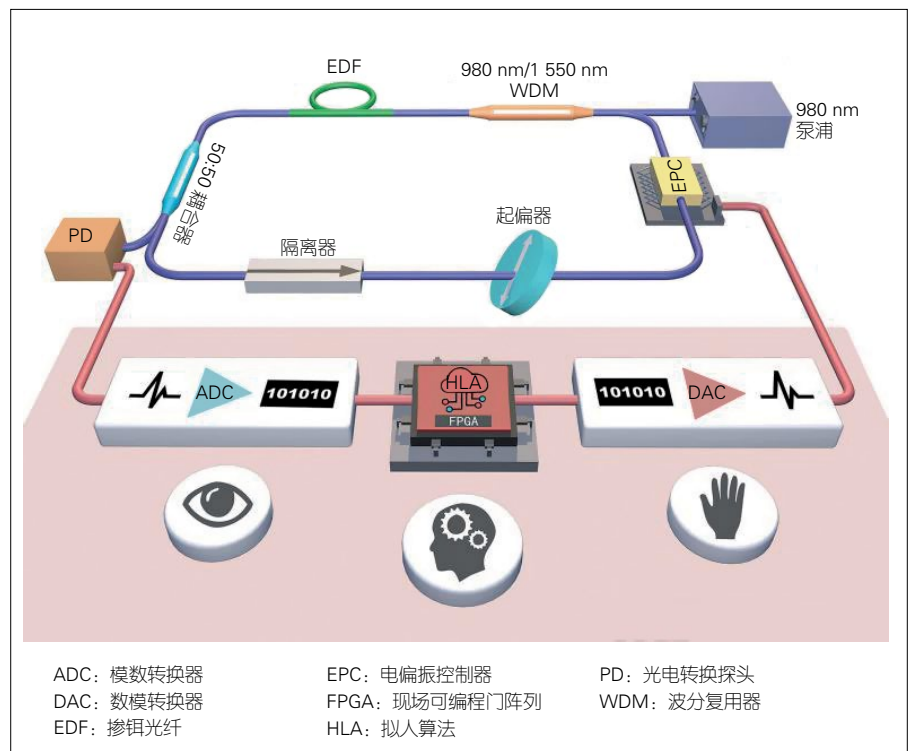 EDF
980 nm/1 550 nm
WDM
980 nm
泵浦
50:50 耦合器
EPC
PD
起偏器
隔离器
ADC
101010
HLA
FPGA
101010
DAC
ADC：模数转换器
EPC：电偏振控制器
PD：光电转换探头
DAC：数模转换器
FPGA：现场可编程门阵列
WDM：波分复用器
EDF：掺铒光纤
HLA：拟人算法